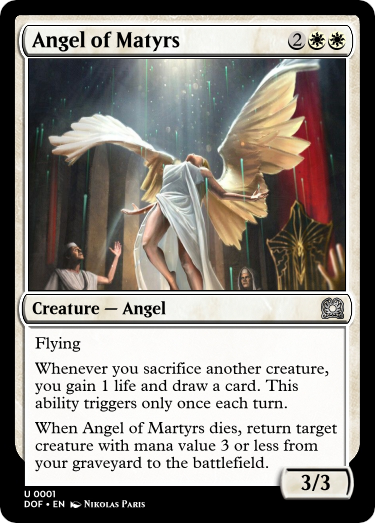 Angel of Matyrs 2
Creature — Angel
Flying
Whenever you sacrifice another creature,
you gain 1 life and draw a card. This
ability triggers only once each turn.
When Angel of Martyrs dies, return target
creature with mana value 3 or less from
your graveyard to the battlefield.
3/3
U 0001
DOF • EN Nikolas Paris